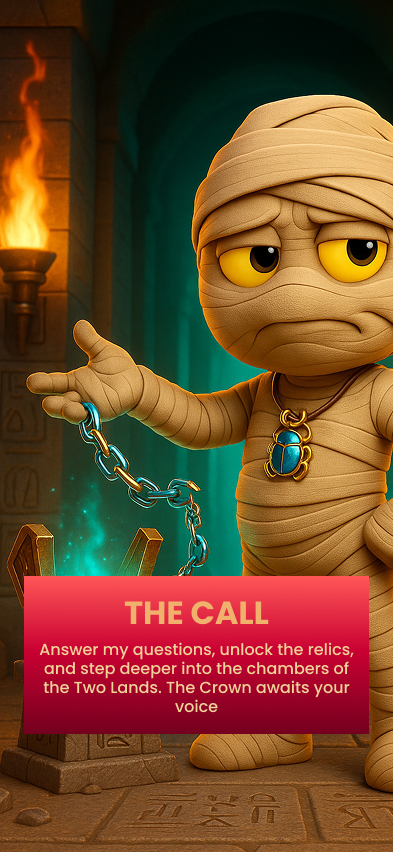 THE CALL
Answer my questions, unlock the relics,
and step deeper into the chambers of
the Two Lands. The Crown awaits your
voice